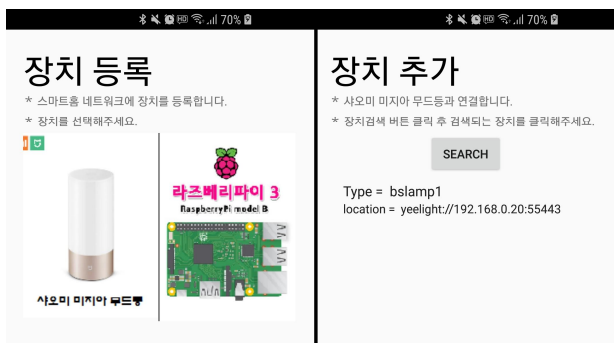 70%
장치 등록
* 스마트홈 네트워크에 장치를 등록합니다.
* 장치를 선택해주세요.
샤오미 미지아 무드등
라즈베리파이 3
RaspberryPi model B
70%
장치 추가
* 샤오미 미지아 무드등과 연결합니다.
* 장치검색 버튼 클릭 후 검색되는 장치를 클릭해주세요.
SEARCH
Type = bslamp1
location = yeelight://192.168.0.20:55443